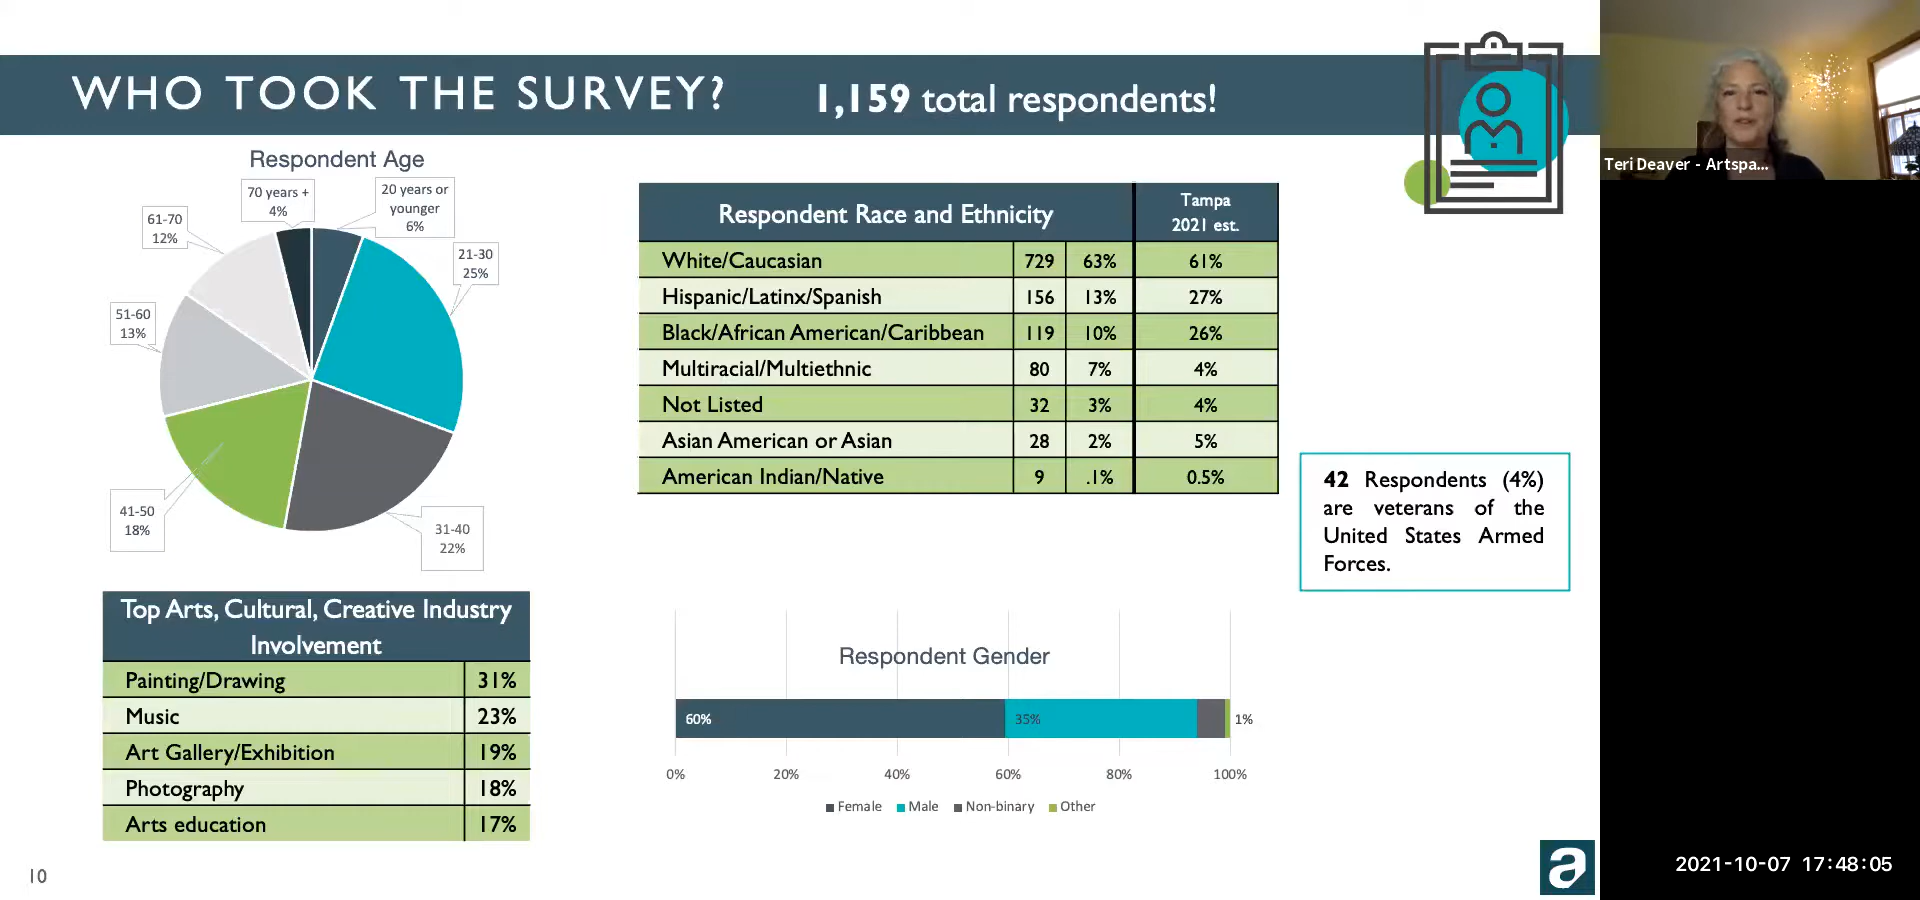 WHO TOOK THE SURVEY?
1,159 total respondents!
Teri Deaver - Artspa...
Respondent Age
70 years +
4%
20 years or
younger
6%
61-70
12%
21-30
25%
51-60
13%
41-50
18%
31-40
22%
Respondent Race and Ethnicity
Tampa
2021 est.
White/Caucasian 729 63% 61%
Hispanic/Latinx/Spanish 156 13% 27%
Black/African American/Caribbean 119 10% 26%
Multiracial/Multiethnic 80 7% 4%
Not Listed 32 3% 4%
Asian American or Asian 28 2% 5%
American Indian/Native 9 .1% 0.5%
42 Respondents (4%)
are veterans of the
United States Armed
Forces.
Top Arts, Cultural, Creative Industry
Involvement
Painting/Drawing 31%
Music 23%
Art Gallery/Exhibition 19%
Photography 18%
Arts education 17%
Respondent Gender
60% 35% 1%
0% 20% 40% 60% 80% 100%
Female Male Non-binary Other
a
10
2021-10-07 17:48:05